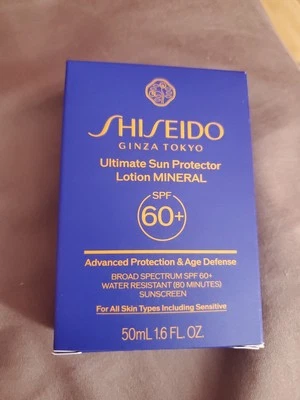 SHISEIDO
GINZA TOKYO
Ultimate Sun Protector
Lotion MINERAL
SPF
60+
Advanced Protection & Age Defense
BROAD SPECTRUM SPF 60+
WATER RESISTANT (80 MINUTES)
SUNSCREEN
For All Skin Types Including Sensitive
50mL 1.6 FL. OZ.